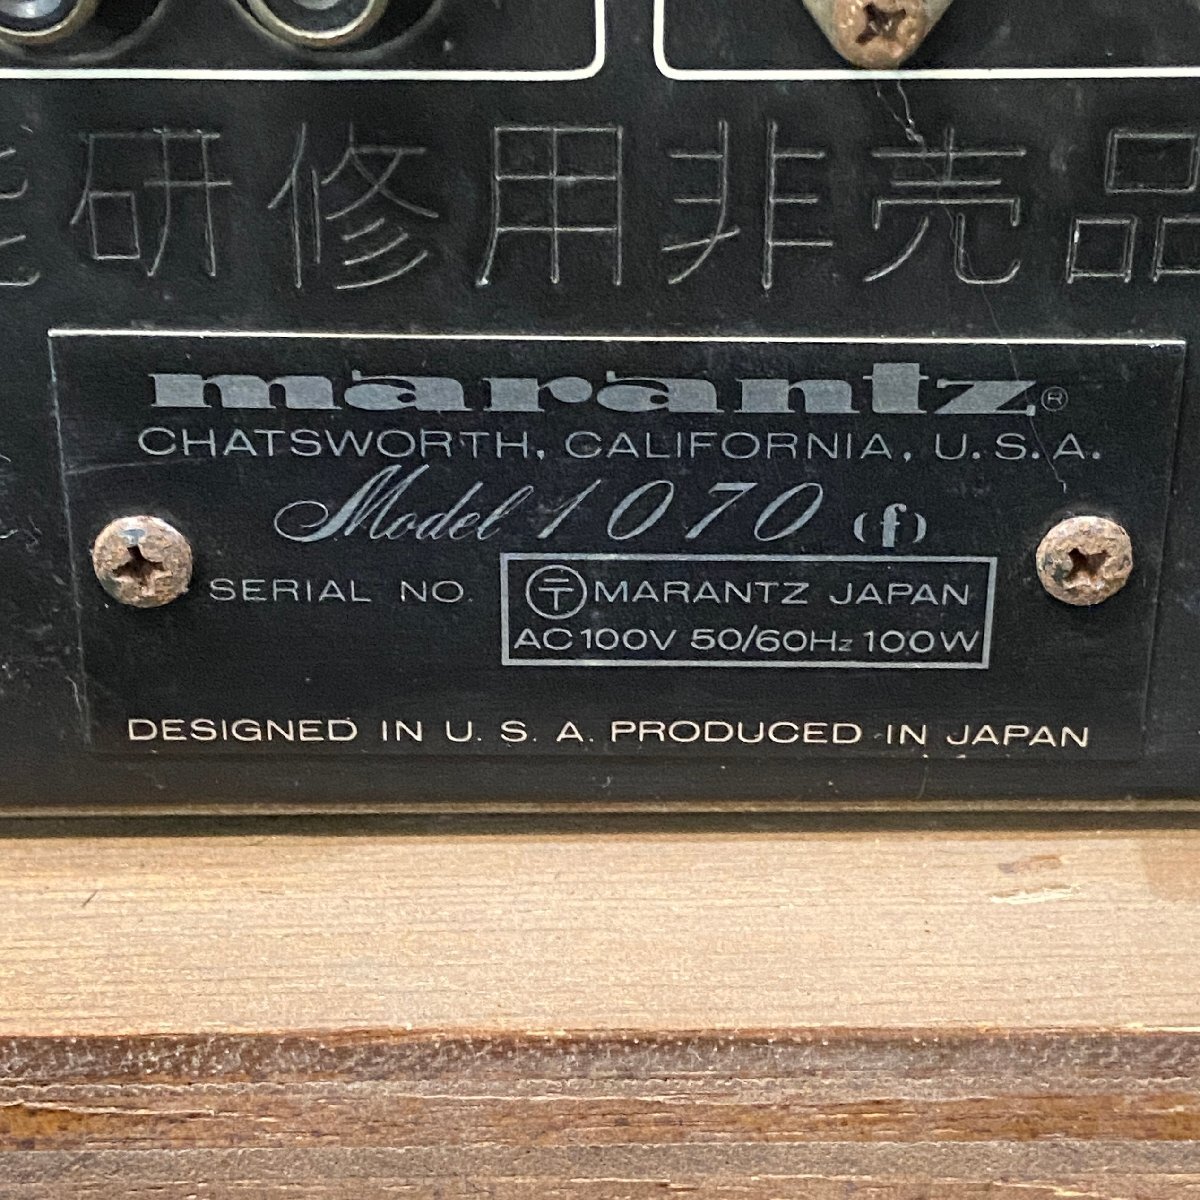 能研修用非売品
marantz®
CHATSWORTH, CALIFORNIA, U.S.A.
Model 1070 (f)
SERIAL NO. 〒 MARANTZ JAPAN
AC100V 50/60Hz 100W
DESIGNED IN U.S.A. PRODUCED IN JAPAN